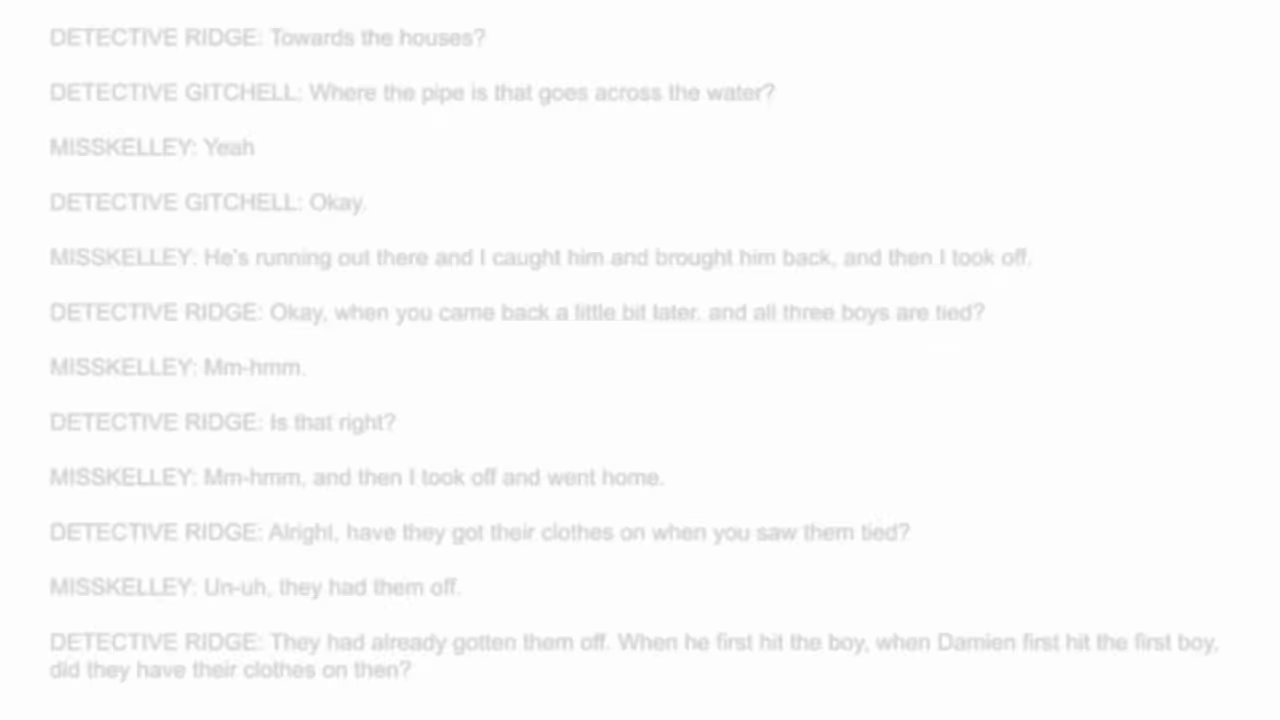 DETECTIVE RIDGE: Towards the houses?
DETECTIVE GITCHELL: Where the pipe is that goes across the water?
MISSKELLEY: Yeah
DETECTIVE GITCHELL: Okay.
MISSKELLEY: He's running out there and I caught him and brought him back, and then I took off.
DETECTIVE RIDGE: Okay, when you came back a little bit later. and all three boys are tied?
MISSKELLEY: Mm-hmm.
DETECTIVE RIDGE: Is that right?
MISSKELLEY: Mm-hmm, and then I took off and went home.
DETECTIVE RIDGE: Alright, have they got their clothes on when you saw them tied?
MISSKELLEY: Un-uh, they had them off.
DETECTIVE RIDGE: They had already gotten them off. When he first hit the boy, when Damien first hit the first boy,
did they have their clothes on then?